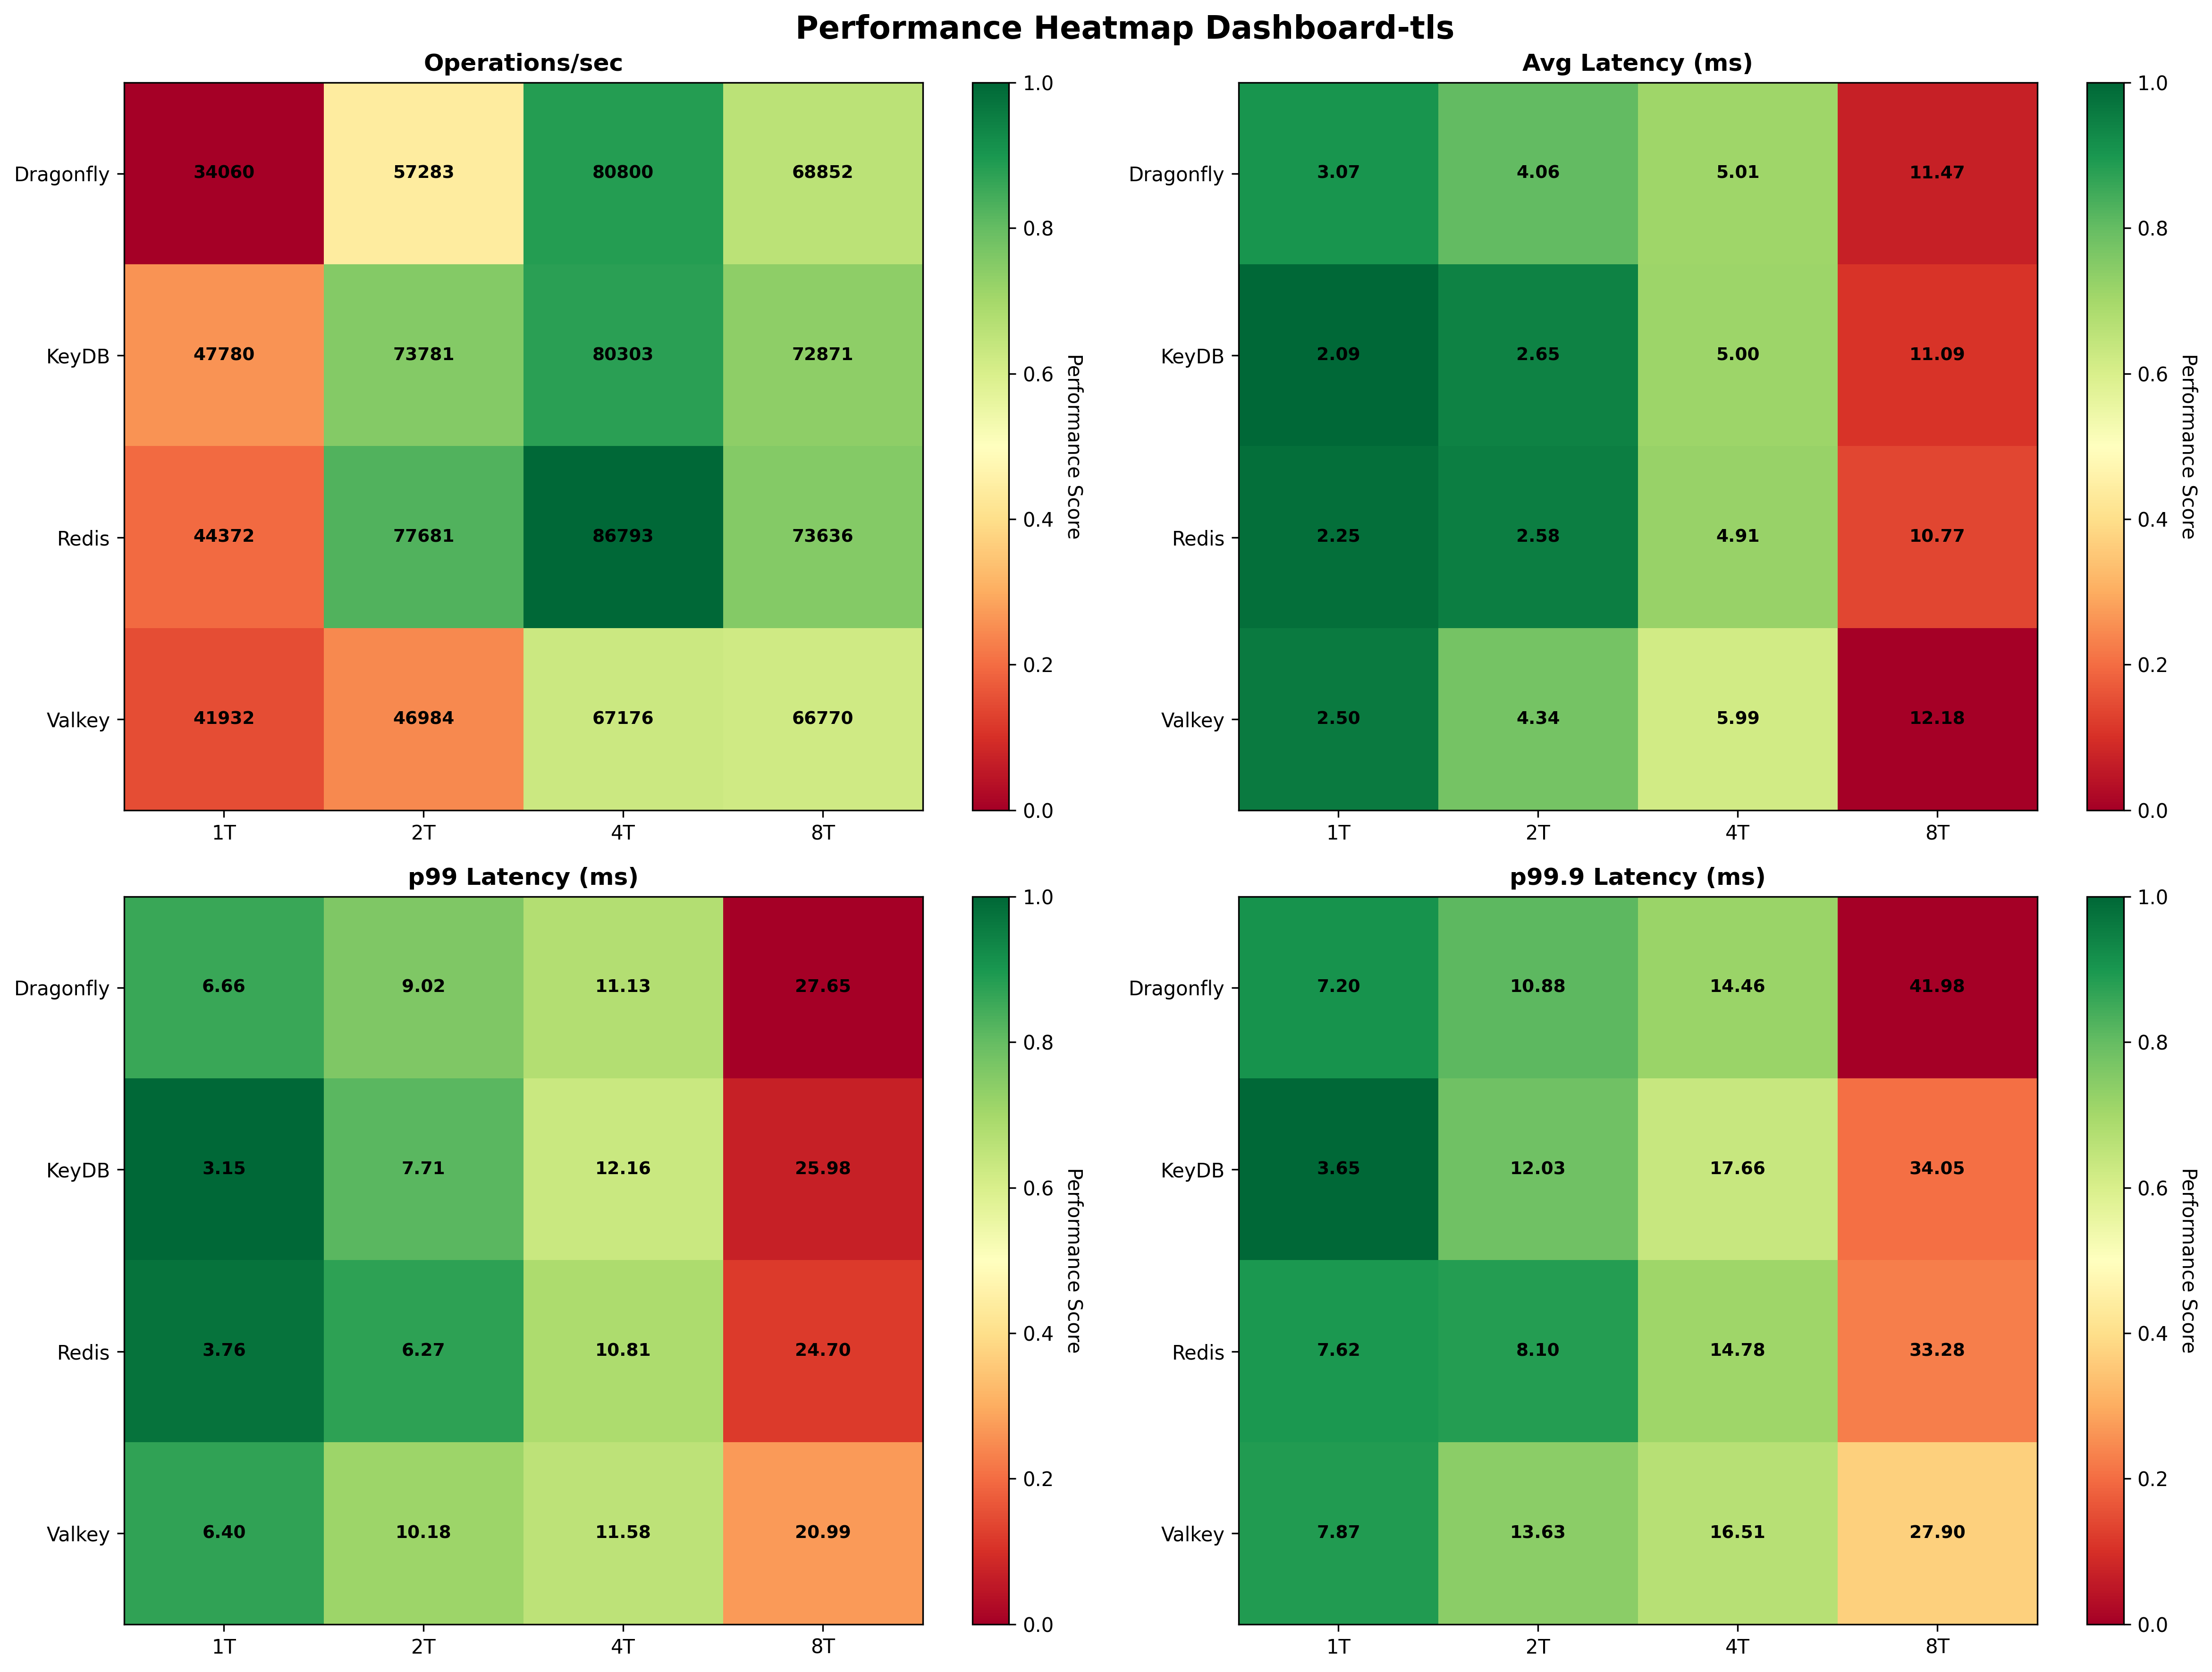 Performance Heatmap Dashboard-tls
Operations/sec
Dragonfly 34060 57283 80800 68852
KeyDB 47780 73781 80303 72871
Redis 44372 77681 86793 73636
Valkey 41932 46984 67176 66770
1T 2T 4T 8T
1.0
0.8
0.6
0.4
0.2
0.0
Performance Score
Avg Latency (ms)
Dragonfly 3.07 4.06 5.01 11.47
KeyDB 2.09 2.65 5.00 11.09
Redis 2.25 2.58 4.91 10.77
Valkey 2.50 4.34 5.99 12.18
1T 2T 4T 8T
1.0
0.8
0.6
0.4
0.2
0.0
Performance Score
p99 Latency (ms)
Dragonfly 6.66 9.02 11.13 27.65
KeyDB 3.15 7.71 12.16 25.98
Redis 3.76 6.27 10.81 24.70
Valkey 6.40 10.18 11.58 20.99
1T 2T 4T 8T
1.0
0.8
0.6
0.4
0.2
0.0
Performance Score
p99.9 Latency (ms)
Dragonfly 7.20 10.88 14.46 41.98
KeyDB 3.65 12.03 17.66 34.05
Redis 7.62 8.10 14.78 33.28
Valkey 7.87 13.63 16.51 27.90
1T 2T 4T 8T
1.0
0.8
0.6
0.4
0.2
0.0
Performance Score